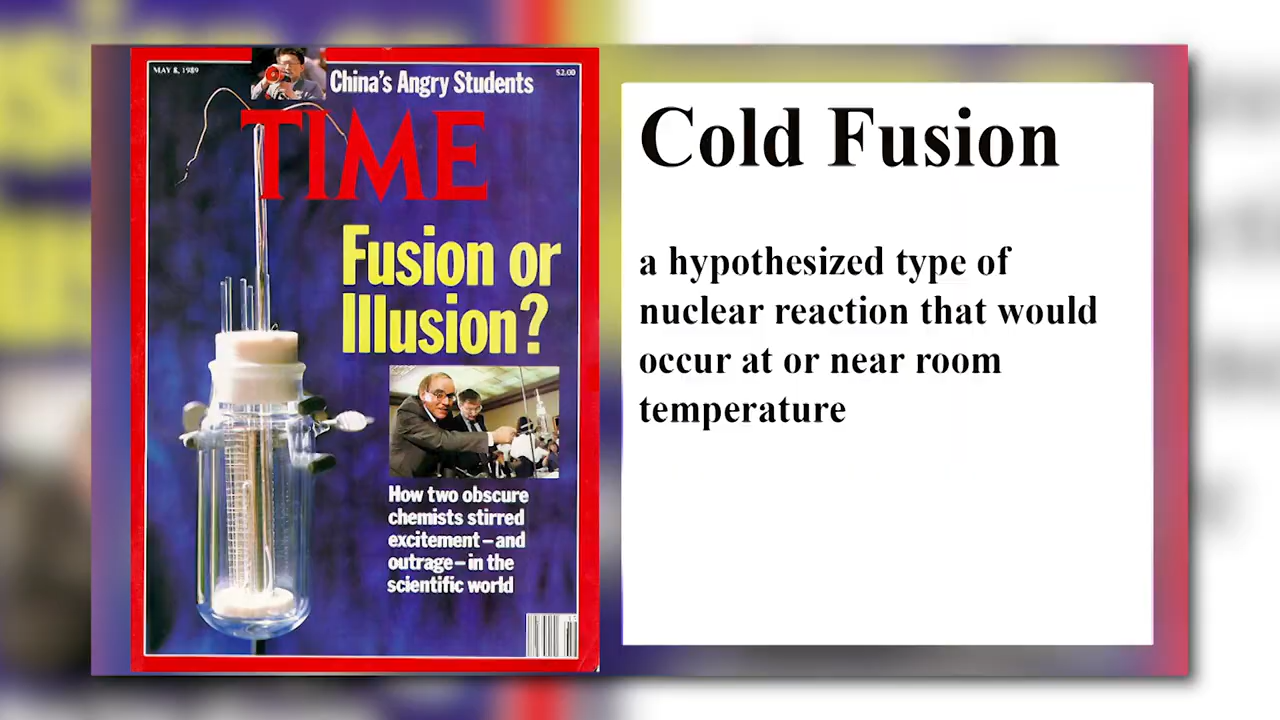 MAY 8, 1989
China's Angry Students
$2.00
TIME
Fusion or
Illusion?
How two obscure
chemists stirred
excitement–and
outrage–in the
scientific world
Cold Fusion
a hypothesized type of
nuclear reaction that would
occur at or near room
temperature